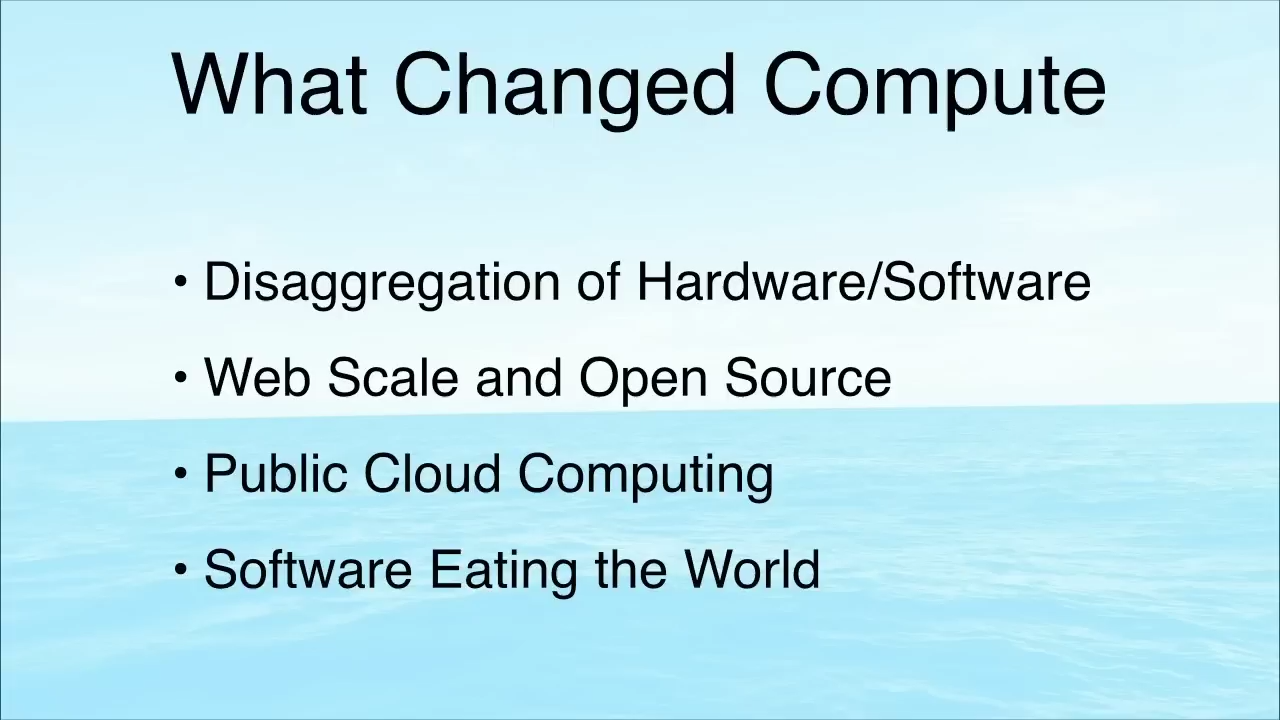 What Changed Compute
• Disaggregation of Hardware/Software
• Web Scale and Open Source
• Public Cloud Computing
• Software Eating the World